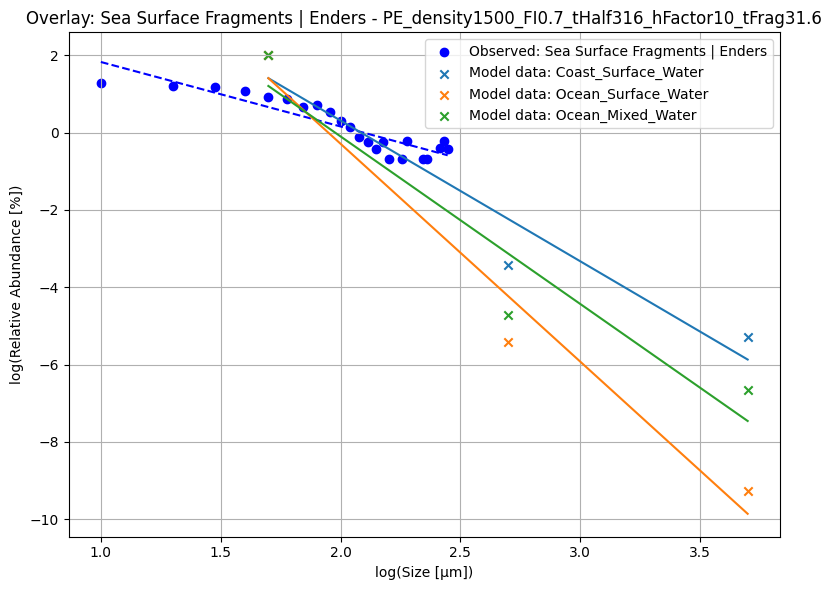 Overlay: Sea Surface Fragments | Enders - PE_density1500_FI0.7_tHalf316_hFactor10_tFrag31.6
Observed: Sea Surface Fragments | Enders
Model data: Coast_Surface_Water
Model data: Ocean_Surface_Water
Model data: Ocean_Mixed_Water
log(Relative Abundance [%])
2
0
−2
−4
−6
−8
−10
1.0 1.5 2.0 2.5 3.0 3.5
log(Size [µm])